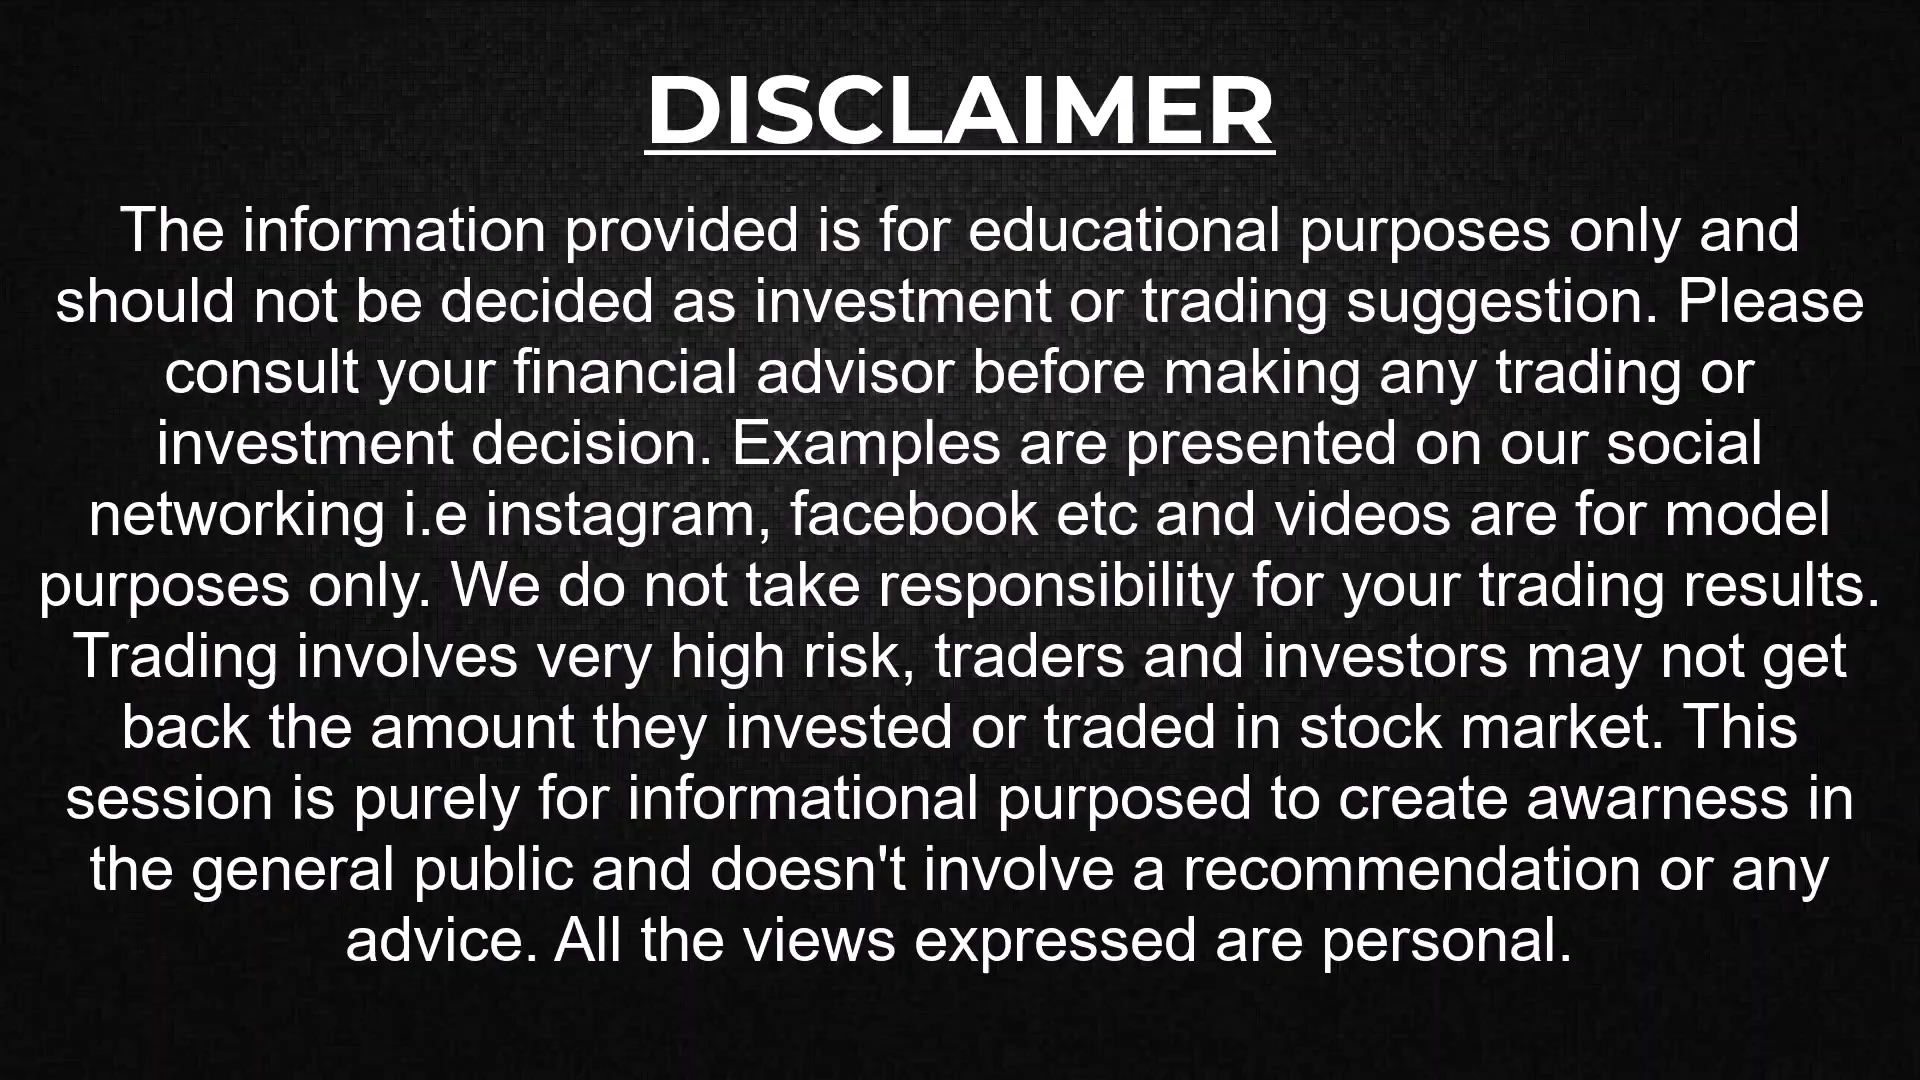 DISCLAIMER
The information provided is for educational purposes only and
should not be decided as investment or trading suggestion. Please
consult your financial advisor before making any trading or
investment decision. Examples are presented on our social
networking i.e instagram, facebook etc and videos are for model
purposes only. We do not take responsibility for your trading results.
Trading involves very high risk, traders and investors may not get
back the amount they invested or traded in stock market. This
session is purely for informational purposed to create awarness in
the general public and doesn't involve a recommendation or any
advice. All the views expressed are personal.